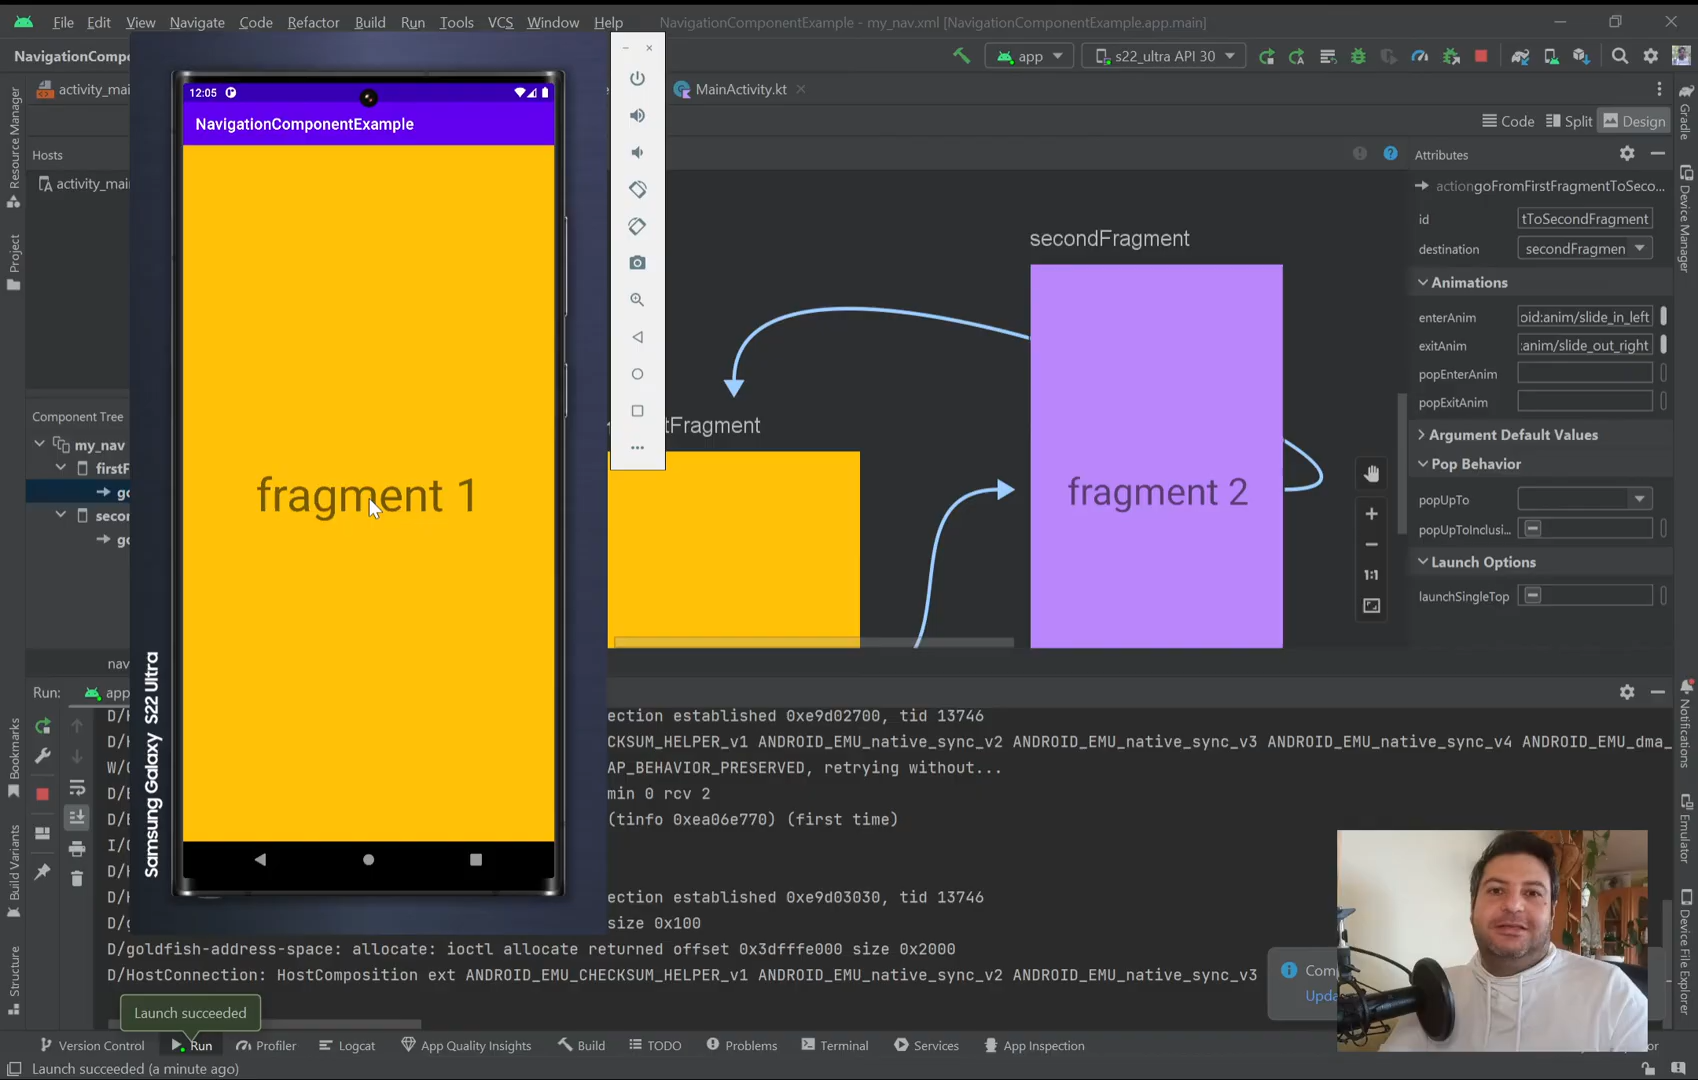 File Edit View Navigate Code Refactor Build Run Tools VCS Window Help
NavigationComponentExample - my_nav.xml [NavigationComponentExample.app.main]
NavigationCompo
app
s22_ultra API 30
activity_mai
MainActivity.kt
Code
Split
Design
Hosts
activity_mai
Component Tree
my_nav
firstF
go
secon
go
nav
Resource Manager
Project
Bookmarks
Build Variants
Structure
12:05
NavigationComponentExample
fragment 1
Samsung Galaxy S22 Ultra
secondFragment
fragment 2
tFragment
1:1
Attributes
actiongoFromFirstFragmentToSeco...
id
tToSecondFragment
destination
secondFragmen
Animations
enterAnim
oid:anim/slide_in_left
exitAnim
:anim/slide_out_right
popEnterAnim
popExitAnim
Argument Default Values
Pop Behavior
popUpTo
popUpToInclusi...
Launch Options
launchSingleTop
Gradle
Device Manager
Notifications
Emulator
Device File Explorer
Run:
app
ection established 0xe9d02700, tid 13746
CKSUM_HELPER_v1 ANDROID_EMU_native_sync_v2 ANDROID_EMU_native_sync_v3 ANDROID_EMU_native_sync_v4 ANDROID_EMU_dma_
AP_BEHAVIOR_PRESERVED, retrying without...
min 0 rcv 2
(tinfo 0xea06e770) (first time)
ection established 0xe9d03030, tid 13746
size 0x100
D/goldfish-address-space: allocate: ioctl allocate returned offset 0x3dfffe000 size 0x2000
D/HostConnection: HostComposition ext ANDROID_EMU_CHECKSUM_HELPER_v1 ANDROID_EMU_native_sync_v2 ANDROID_EMU_native_sync_v3
Com
Upda
Launch succeeded
Version Control
Run
Profiler
Logcat
App Quality Insights
Build
TODO
Problems
Terminal
Services
App Inspection
Launch succeeded (a minute ago)